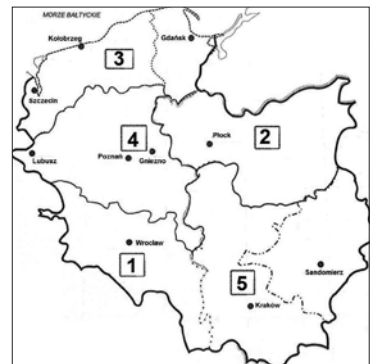 MORZE BAŁTYCKIE
Kołobrzeg
Gdańsk
3
Szczecin
4
2
Płock
Lubusz
Poznań
Gniezno
Wrocław
1
Sandomierz
5
Kraków